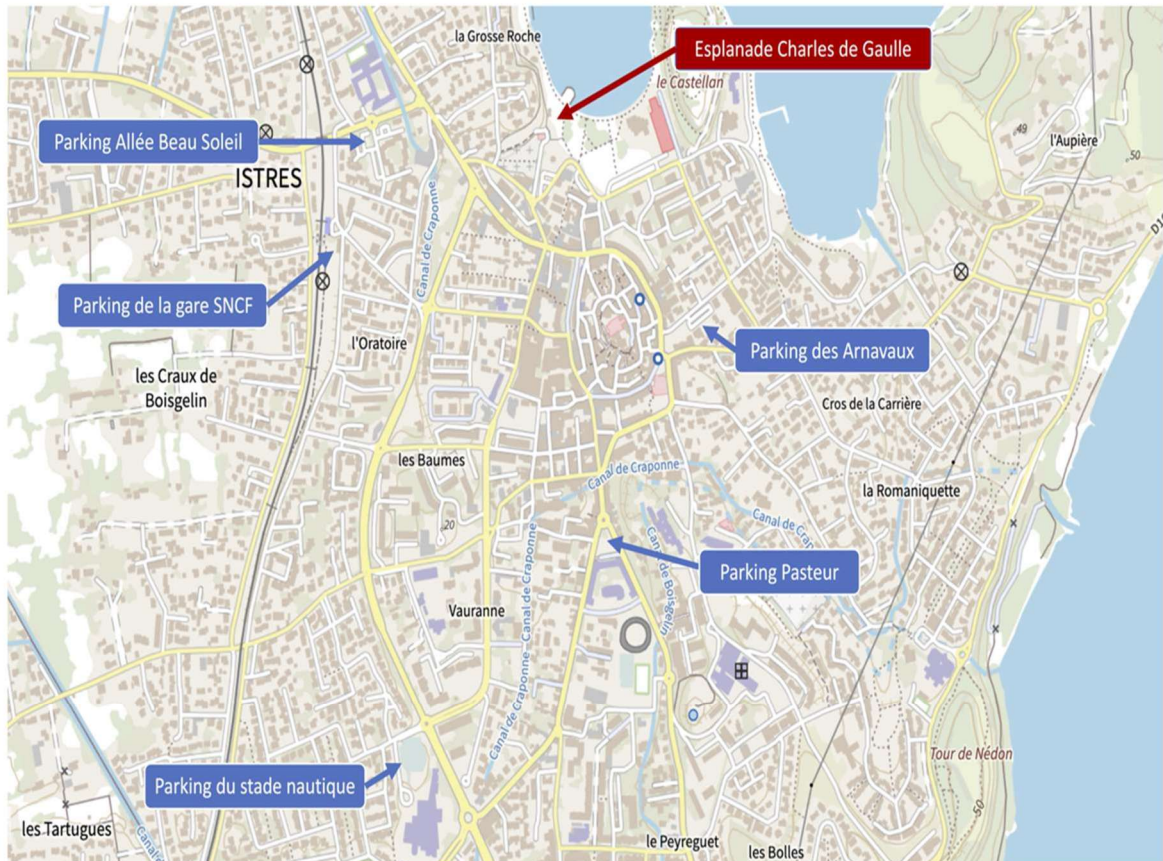 la Grosse Roche
Esplanade Charles de Gaulle
le Castellan
49
l'Aupière
50
Parking Allée Beau Soleil
ISTRES
Canal de Craponne
D1
Parking de la gare SNCF
l'Oratoire
Parking des Arnavaux
les Craux de
Boisgelin
Cros de la Carrière
les Baumes
Canal de Craponne
la Romaniquette
20
Canal de Crap
Parking Pasteur
Canal de Boisgelin
Vauranne
Canal de Craponne - Canal de Craponne
Tour de Nédon
Parking du stade nautique
50
les Tartugues
Canal
le Peyreguet
les Bolles